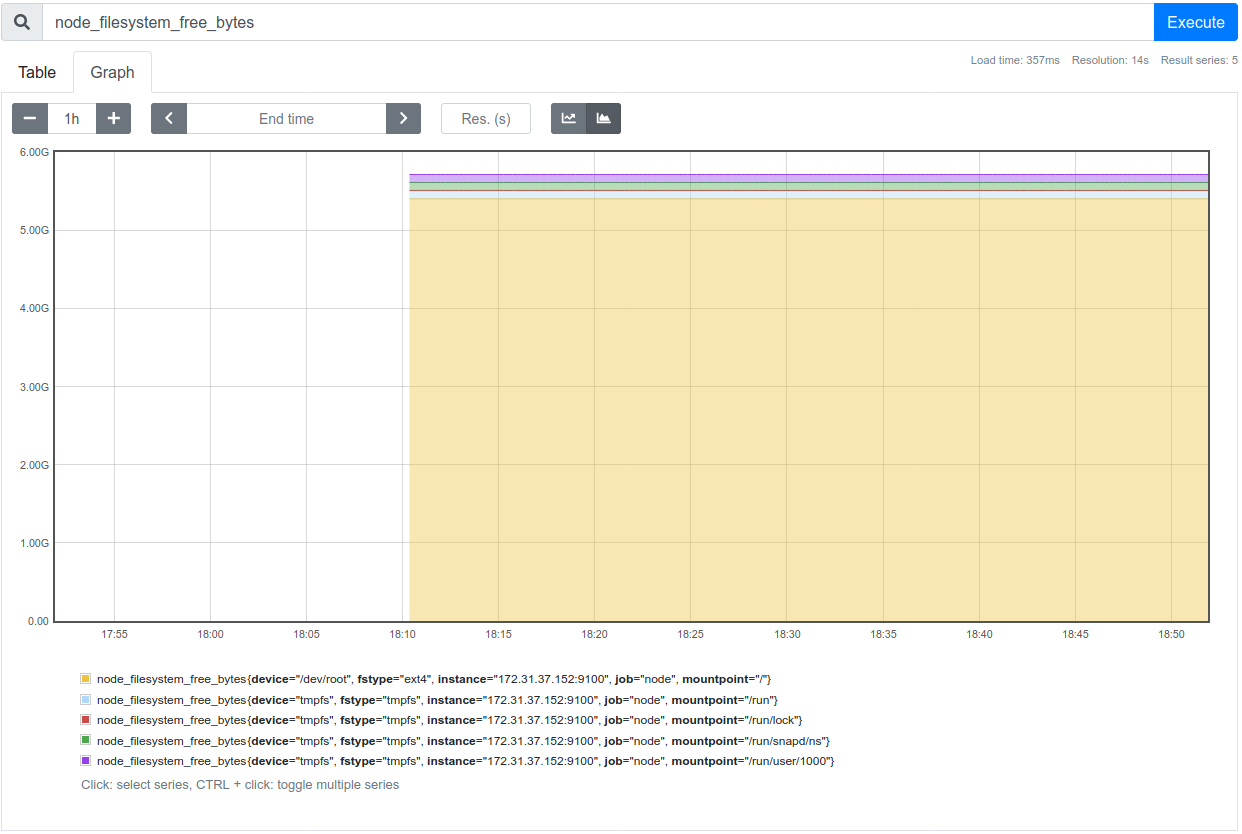 node_filesystem_free_bytes
Execute
Table
Graph
Load time: 357ms Resolution: 14s Result series: 5
1h
End time
Res. (s)
6.00G
5.00G
4.00G
3.00G
2.00G
1.00G
0.00
17:55 18:00 18:05 18:10 18:15 18:20 18:25 18:30 18:35 18:40 18:45 18:50
node_filesystem_free_bytes{device="/dev/root", fstype="ext4", instance="172.31.37.152:9100", job="node", mountpoint="/"}
node_filesystem_free_bytes{device="tmpfs", fstype="tmpfs", instance="172.31.37.152:9100", job="node", mountpoint="/run"}
node_filesystem_free_bytes{device="tmpfs", fstype="tmpfs", instance="172.31.37.152:9100", job="node", mountpoint="/run/lock"}
node_filesystem_free_bytes{device="tmpfs", fstype="tmpfs", instance="172.31.37.152:9100", job="node", mountpoint="/run/snapd/ns"}
node_filesystem_free_bytes{device="tmpfs", fstype="tmpfs", instance="172.31.37.152:9100", job="node", mountpoint="/run/user/1000"}
Click: select series, CTRL + click: toggle multiple series